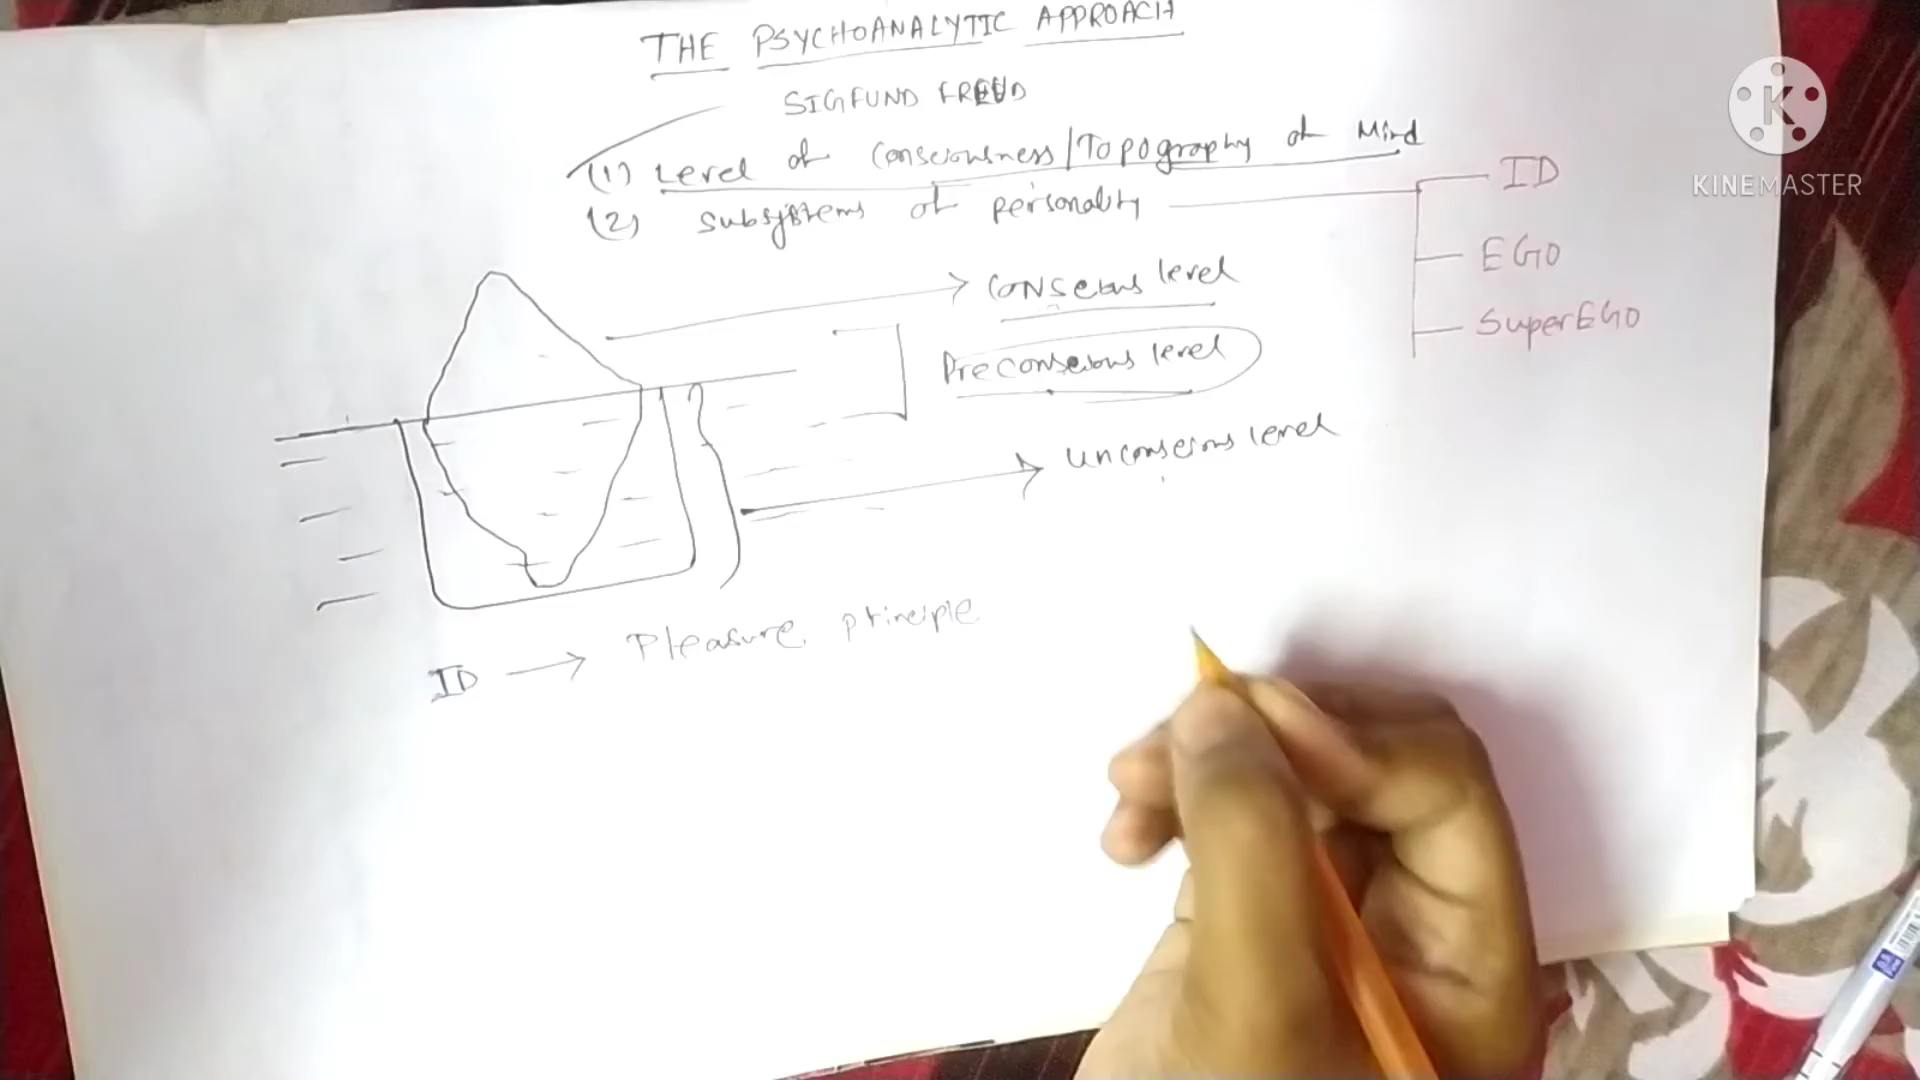 THE PSYCHOANALYTIC APPROACH
SIGFUND FREUD
(1) Level of Consciousness/Topography of Mind
(2) subsystems of personality
ID
EGO
SuperEGO
conscious level
Preconscious level
unconscious level
ID → Pleasure principle
K
KINEMASTER